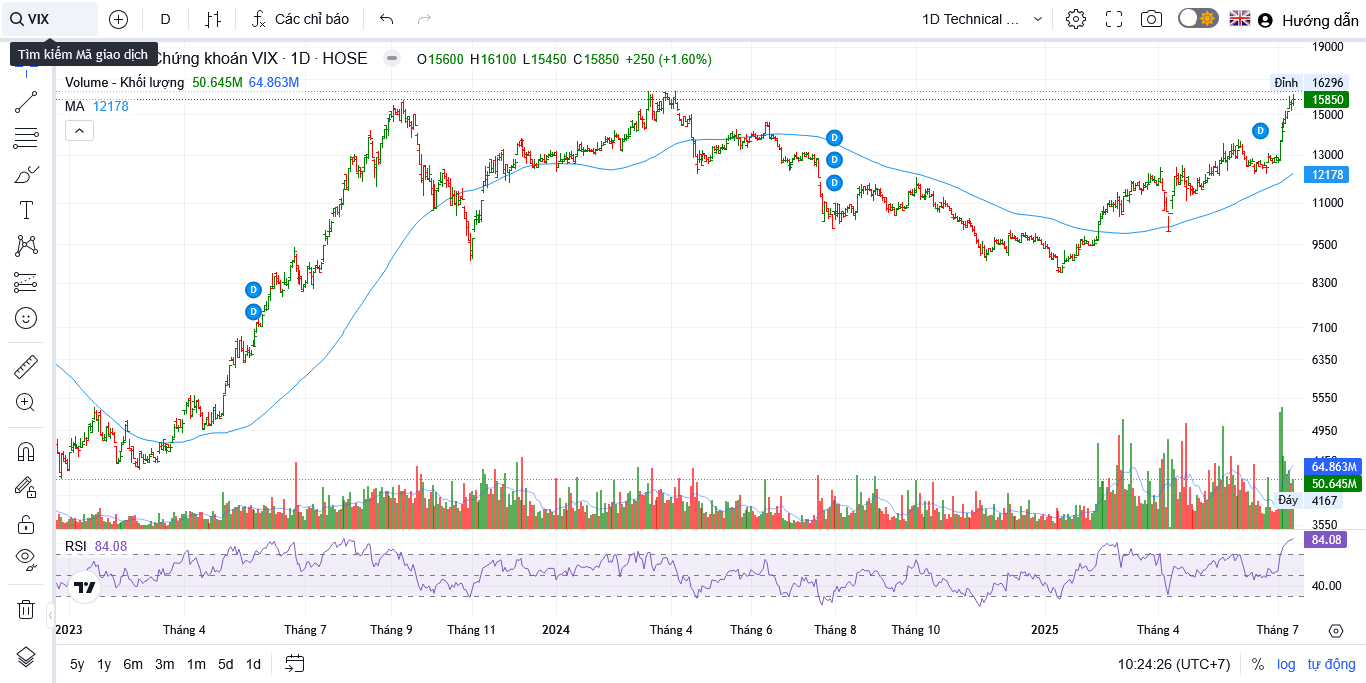 VIX
D
Các chỉ báo
1D Technical ...
Hướng dẫn
Tìm kiếm Mã giao dịch
Chứng khoán VIX · 1D · HOSE
O15600 H16100 L15450 C15850 +250 (+1.60%)
Volume - Khối lượng 50.645M 64.863M
MA 12178
19000
Đỉnh 16296
15850
15000
13000
12178
11000
9500
8300
7100
6350
5550
4950
64.863M
50.645M
Đáy 4167
3550
D
D
D
D
D
D
RSI 84.08
84.08
40.00
2023 Tháng 4 Tháng 7 Tháng 9 Tháng 11 2024 Tháng 4 Tháng 6 Tháng 8 Tháng 10 2025 Tháng 4 Tháng 7
5y 1y 6m 3m 1m 5d 1d
10:24:26 (UTC+7) % log tự động